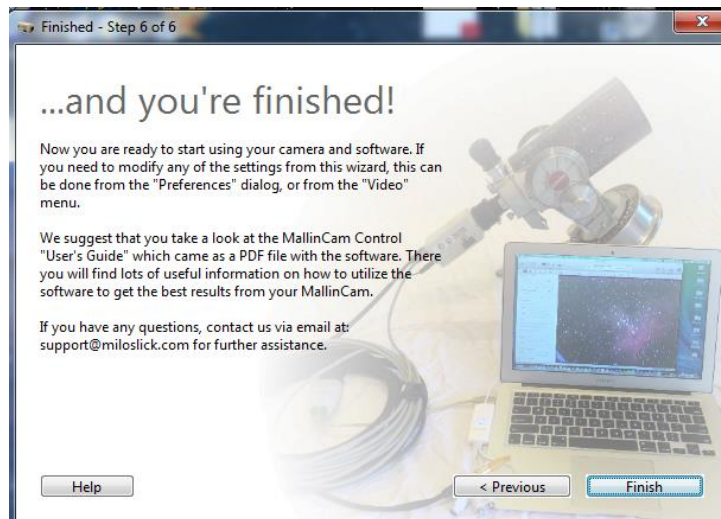 Finished - Step 6 of 6
...and you're finished!
Now you are ready to start using your camera and software. If
you need to modify any of the settings from this wizard, this can
be done from the "Preferences" dialog, or from the "Video"
menu.
We suggest that you take a look at the MallinCam Control
"User's Guide" which came as a PDF file with the software. There
you will find lots of useful information on how to utilize the
software to get the best results from your MallinCam.
If you have any questions, contact us via email at:
support@miloslick.com for further assistance.
Help
< Previous
Finish